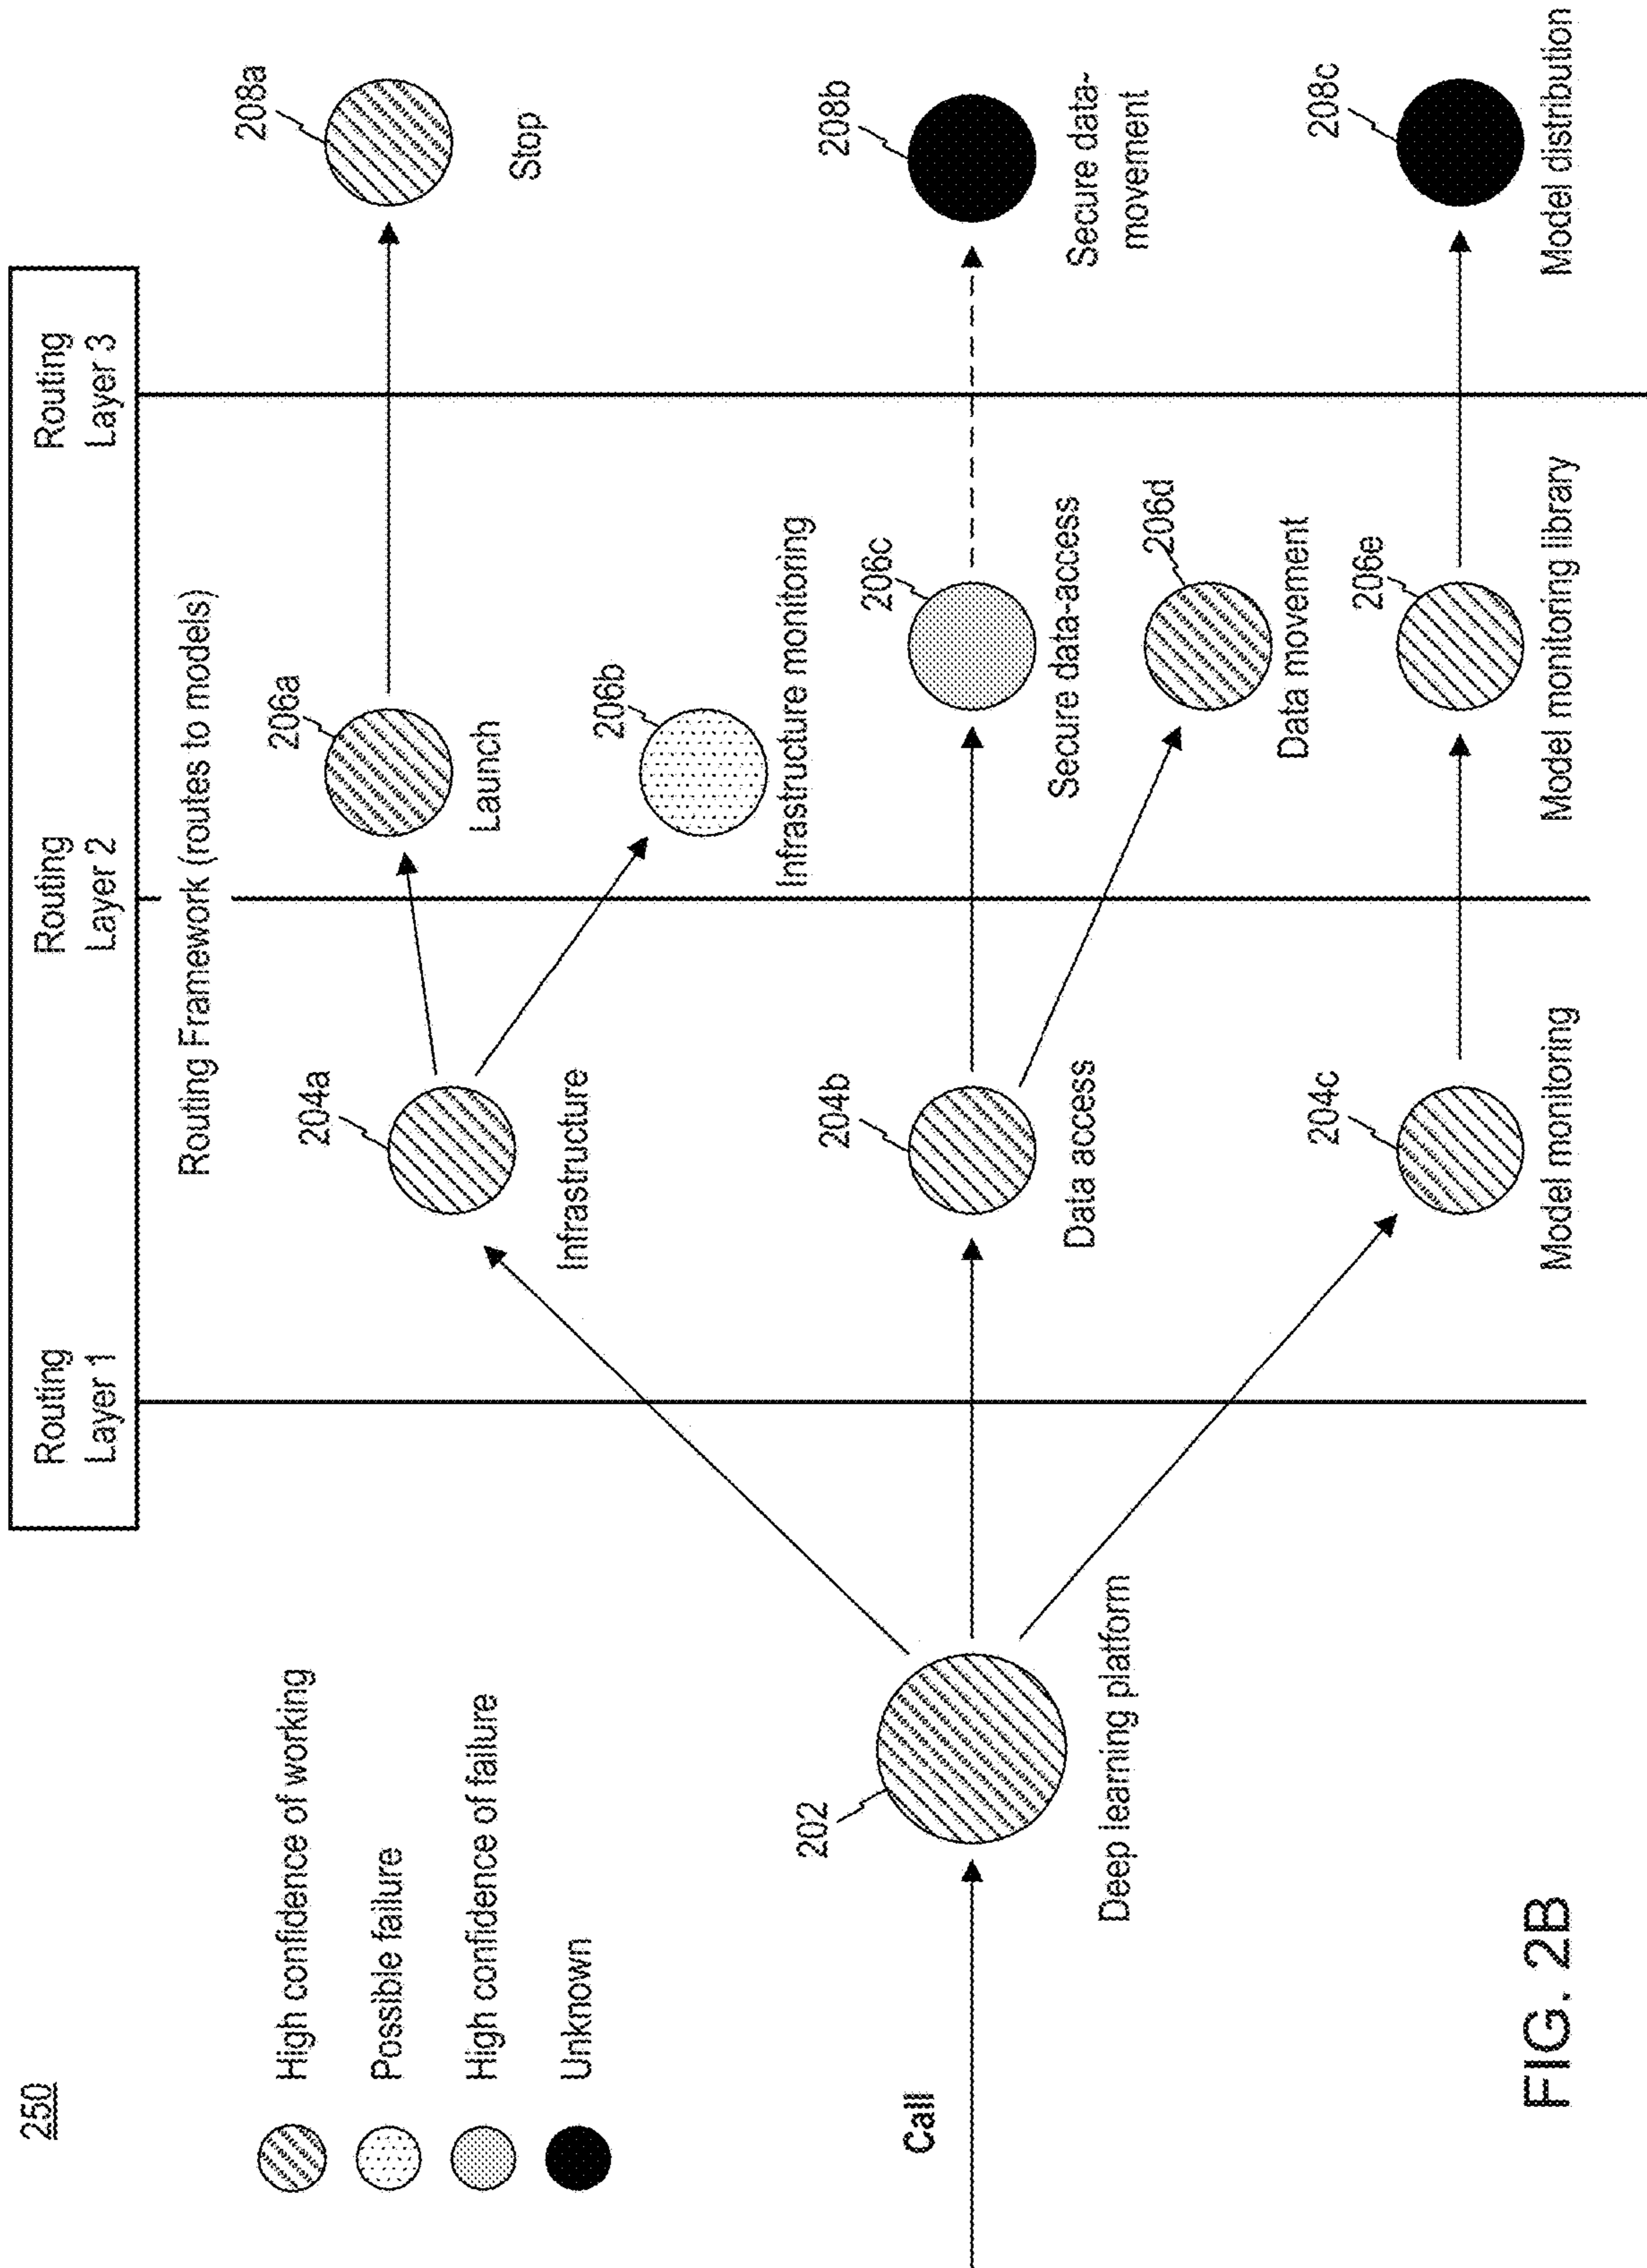 250
High confidence of working
Possible failure
High confidence of failure
Unknown
Routing
Layer 1
Routing
Layer 2
Routing
Layer 3
Routing Framework (routes to models)
Call
202
Deep learning platform
204a
Infrastructure
204b
Data access
204c
Model monitoring
206a
Launch
206b
Infrastructure monitoring
206c
Secure data-access
206d
Data movement
206e
Model monitoring library
208a
Stop
208b
Secure data-
movement
208c
Model distribution
FIG. 2B